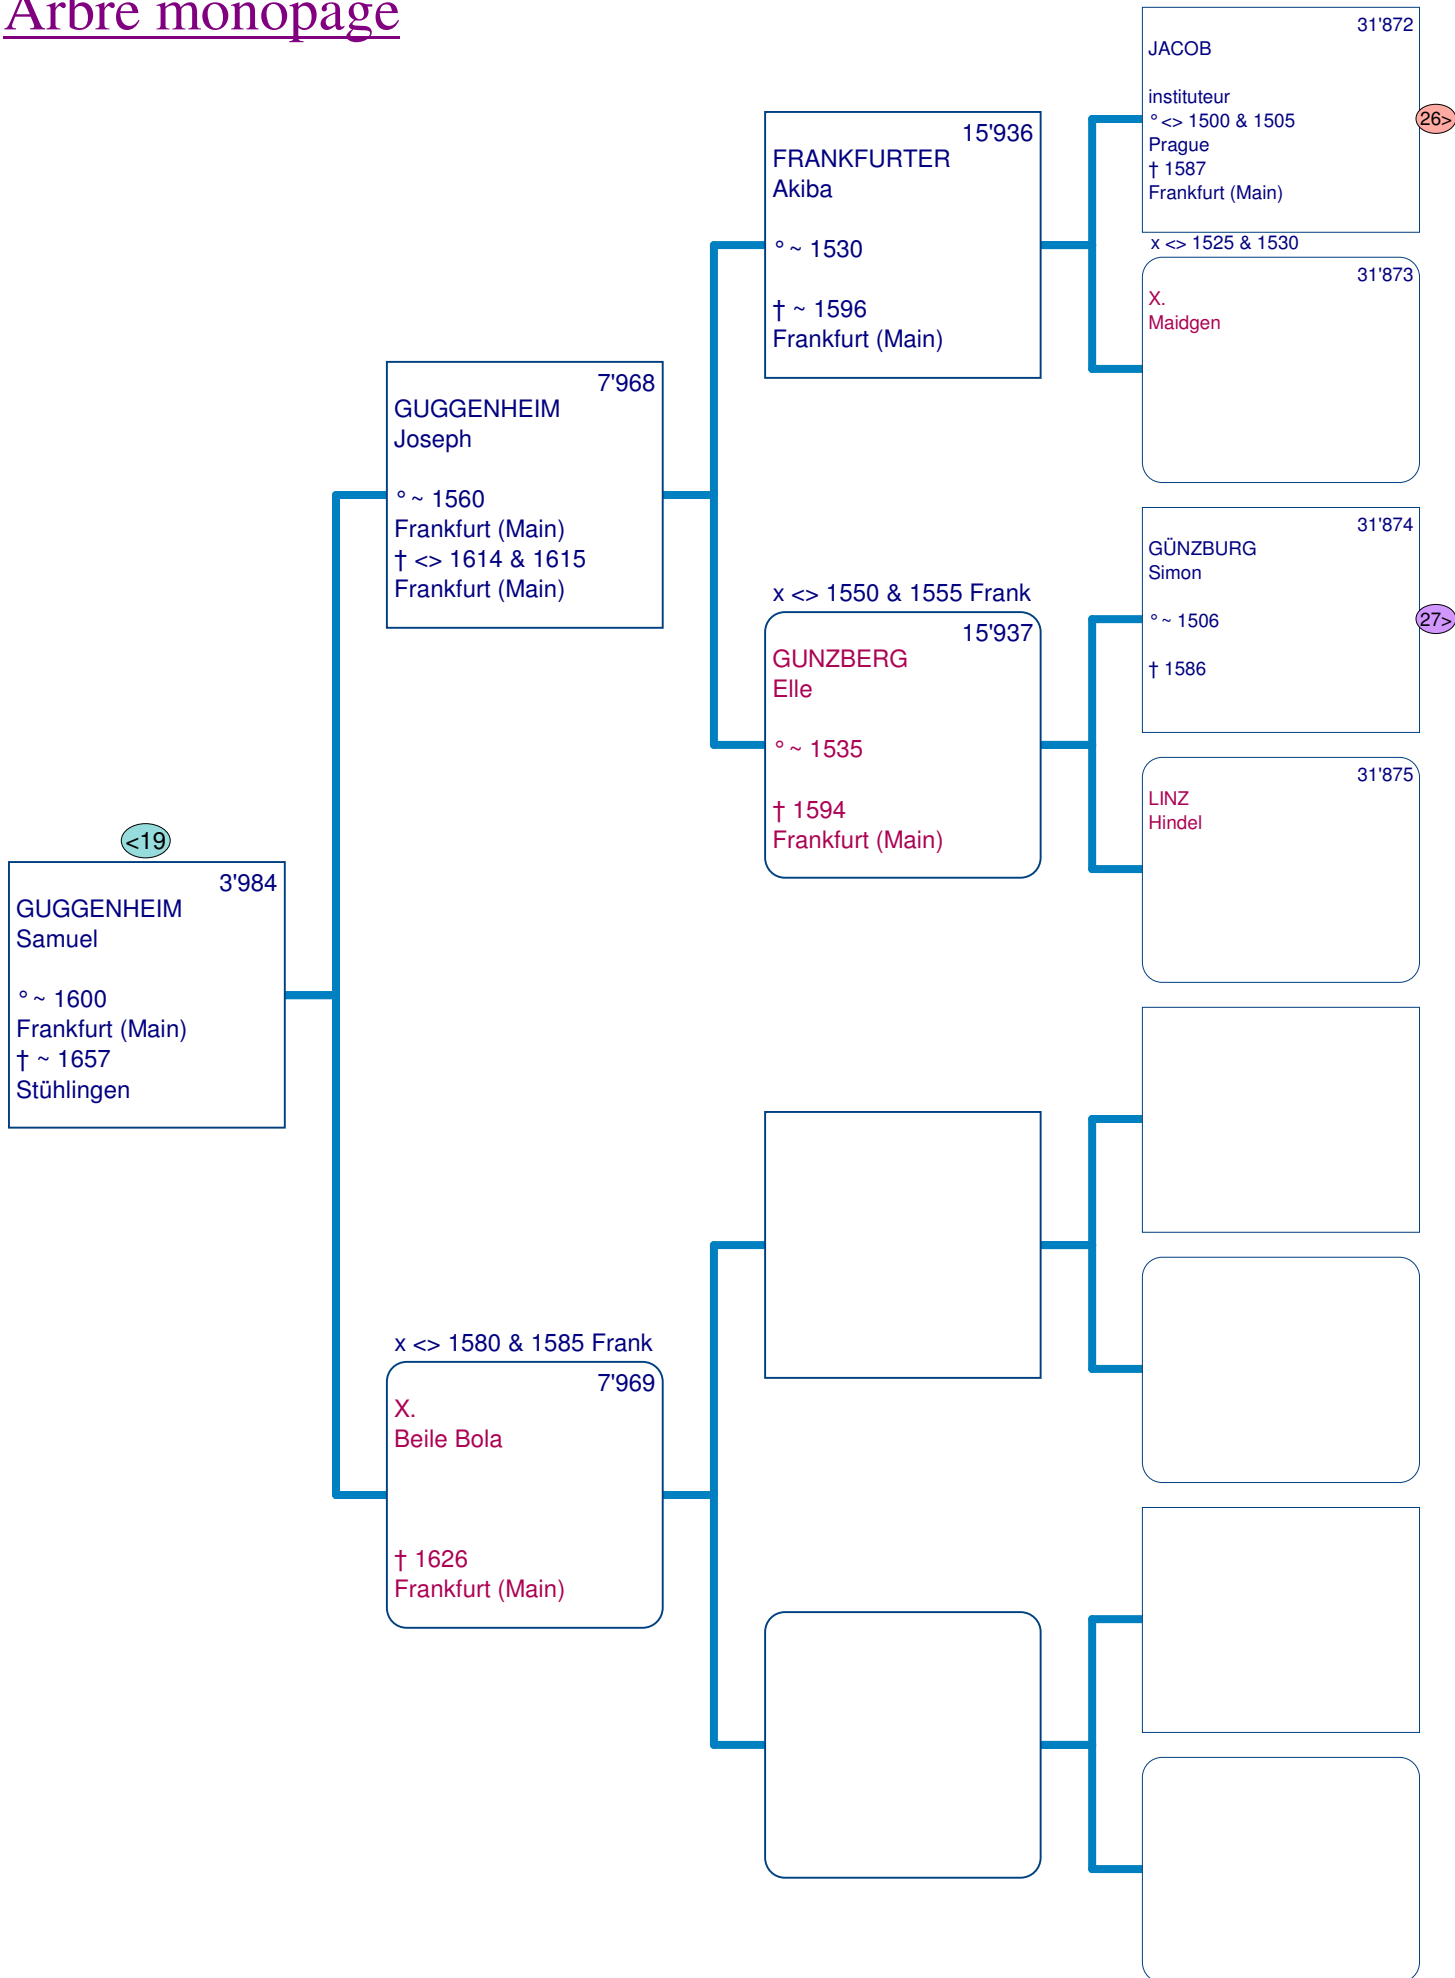 Arbre monopage
<19
3'984
GUGGENHEIM
Samuel
° ~ 1600
Frankfurt (Main)
† ~ 1657
Stühlingen
7'968
GUGGENHEIM
Joseph
° ~ 1560
Frankfurt (Main)
† <> 1614 & 1615
Frankfurt (Main)
x <> 1580 & 1585 Frank
7'969
X.
Beile Bola
† 1626
Frankfurt (Main)
15'936
FRANKFURTER
Akiba
° ~ 1530
† ~ 1596
Frankfurt (Main)
x <> 1550 & 1555 Frank
15'937
GUNZBERG
Elle
° ~ 1535
† 1594
Frankfurt (Main)
31'872
JACOB
instituteur
° <> 1500 & 1505
Prague
† 1587
Frankfurt (Main)
26>
x <> 1525 & 1530
31'873
X.
Maidgen
31'874
GÜNZBURG
Simon
° ~ 1506
† 1586
27>
31'875
LINZ
Hindel